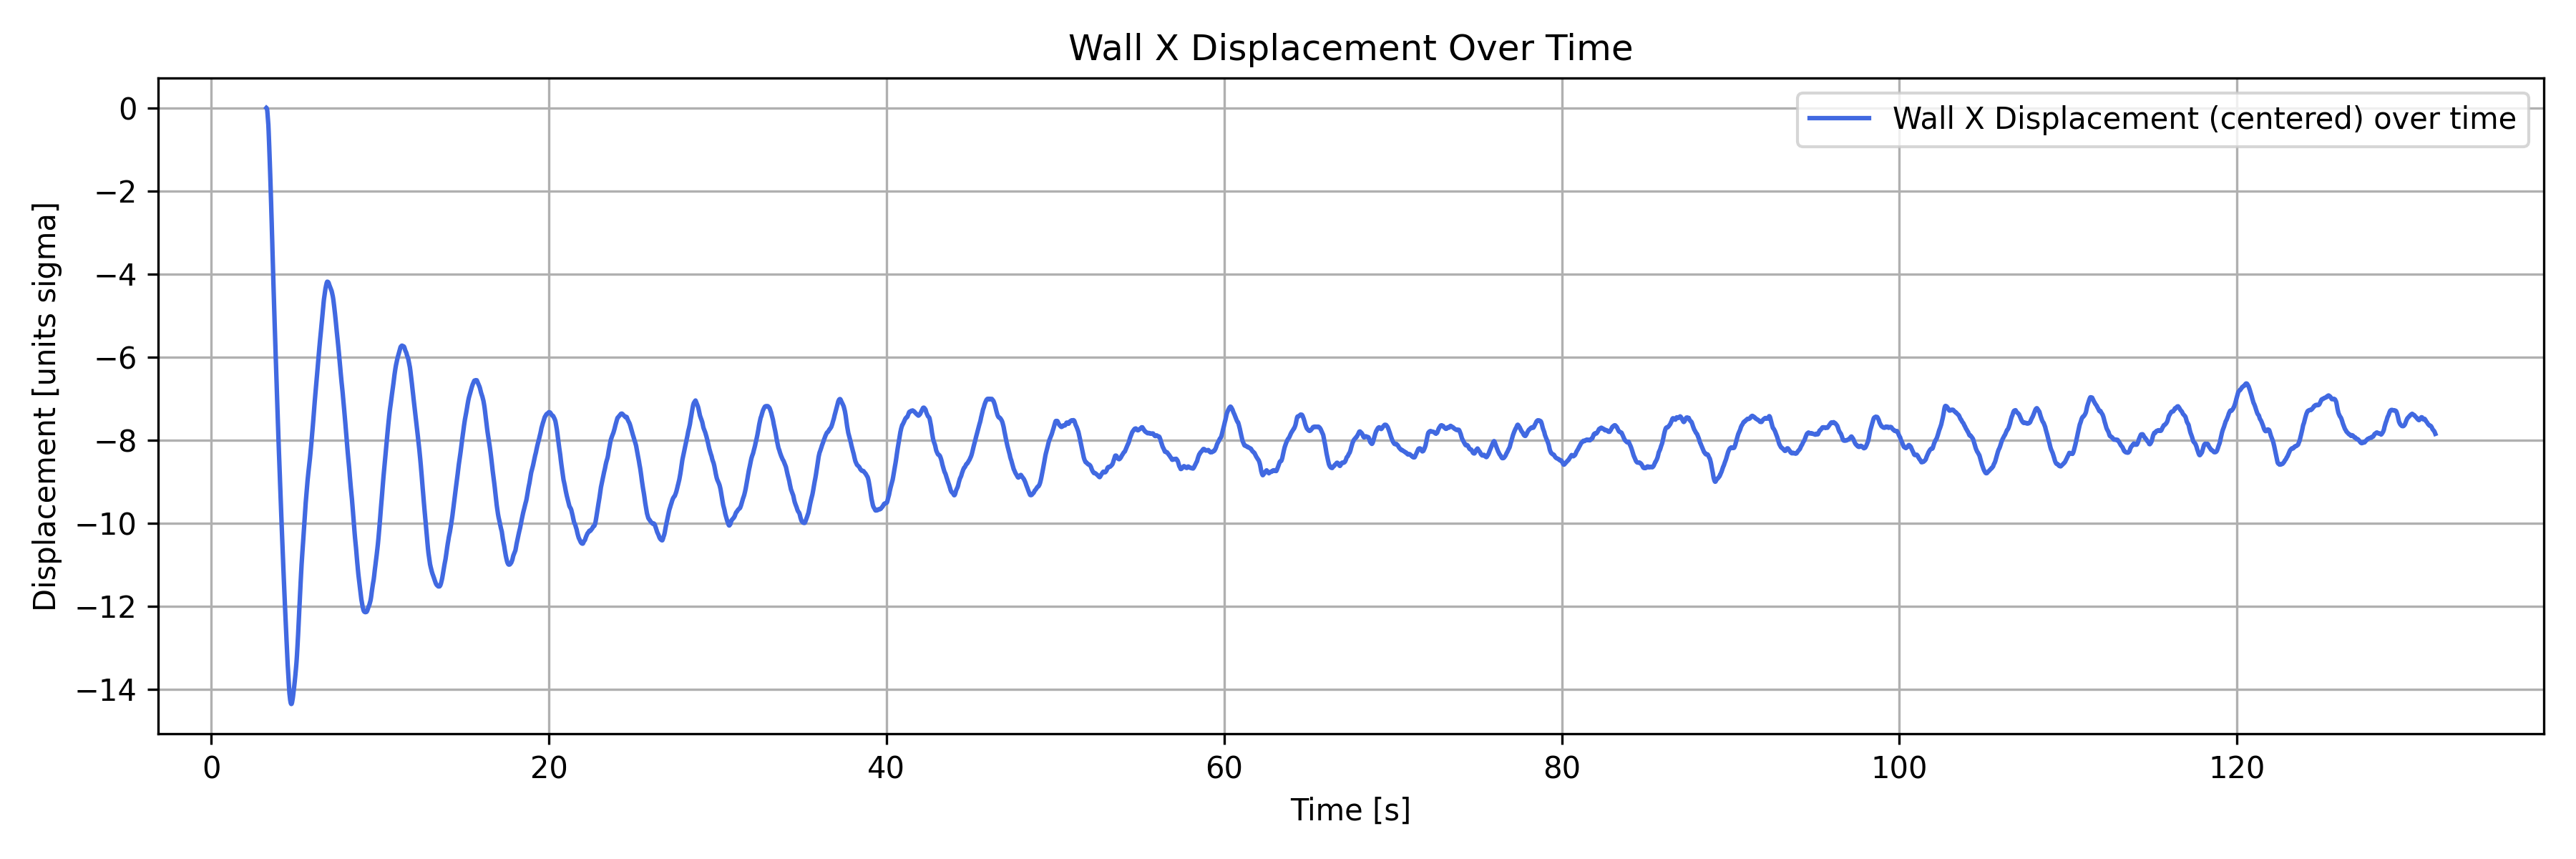 Wall X Displacement Over Time
Wall X Displacement (centered) over time
Displacement [units sigma]
0
−2
−4
−6
−8
−10
−12
−14
0 20 40 60 80 100 120
Time [s]